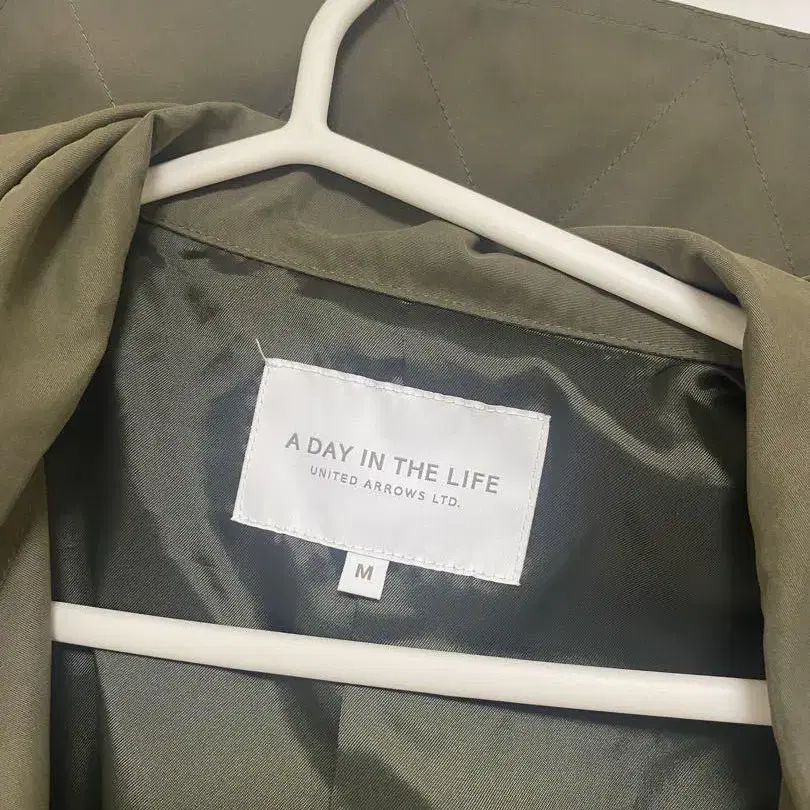 A DAY IN THE LIFE
UNITED ARROWS LTD.
M